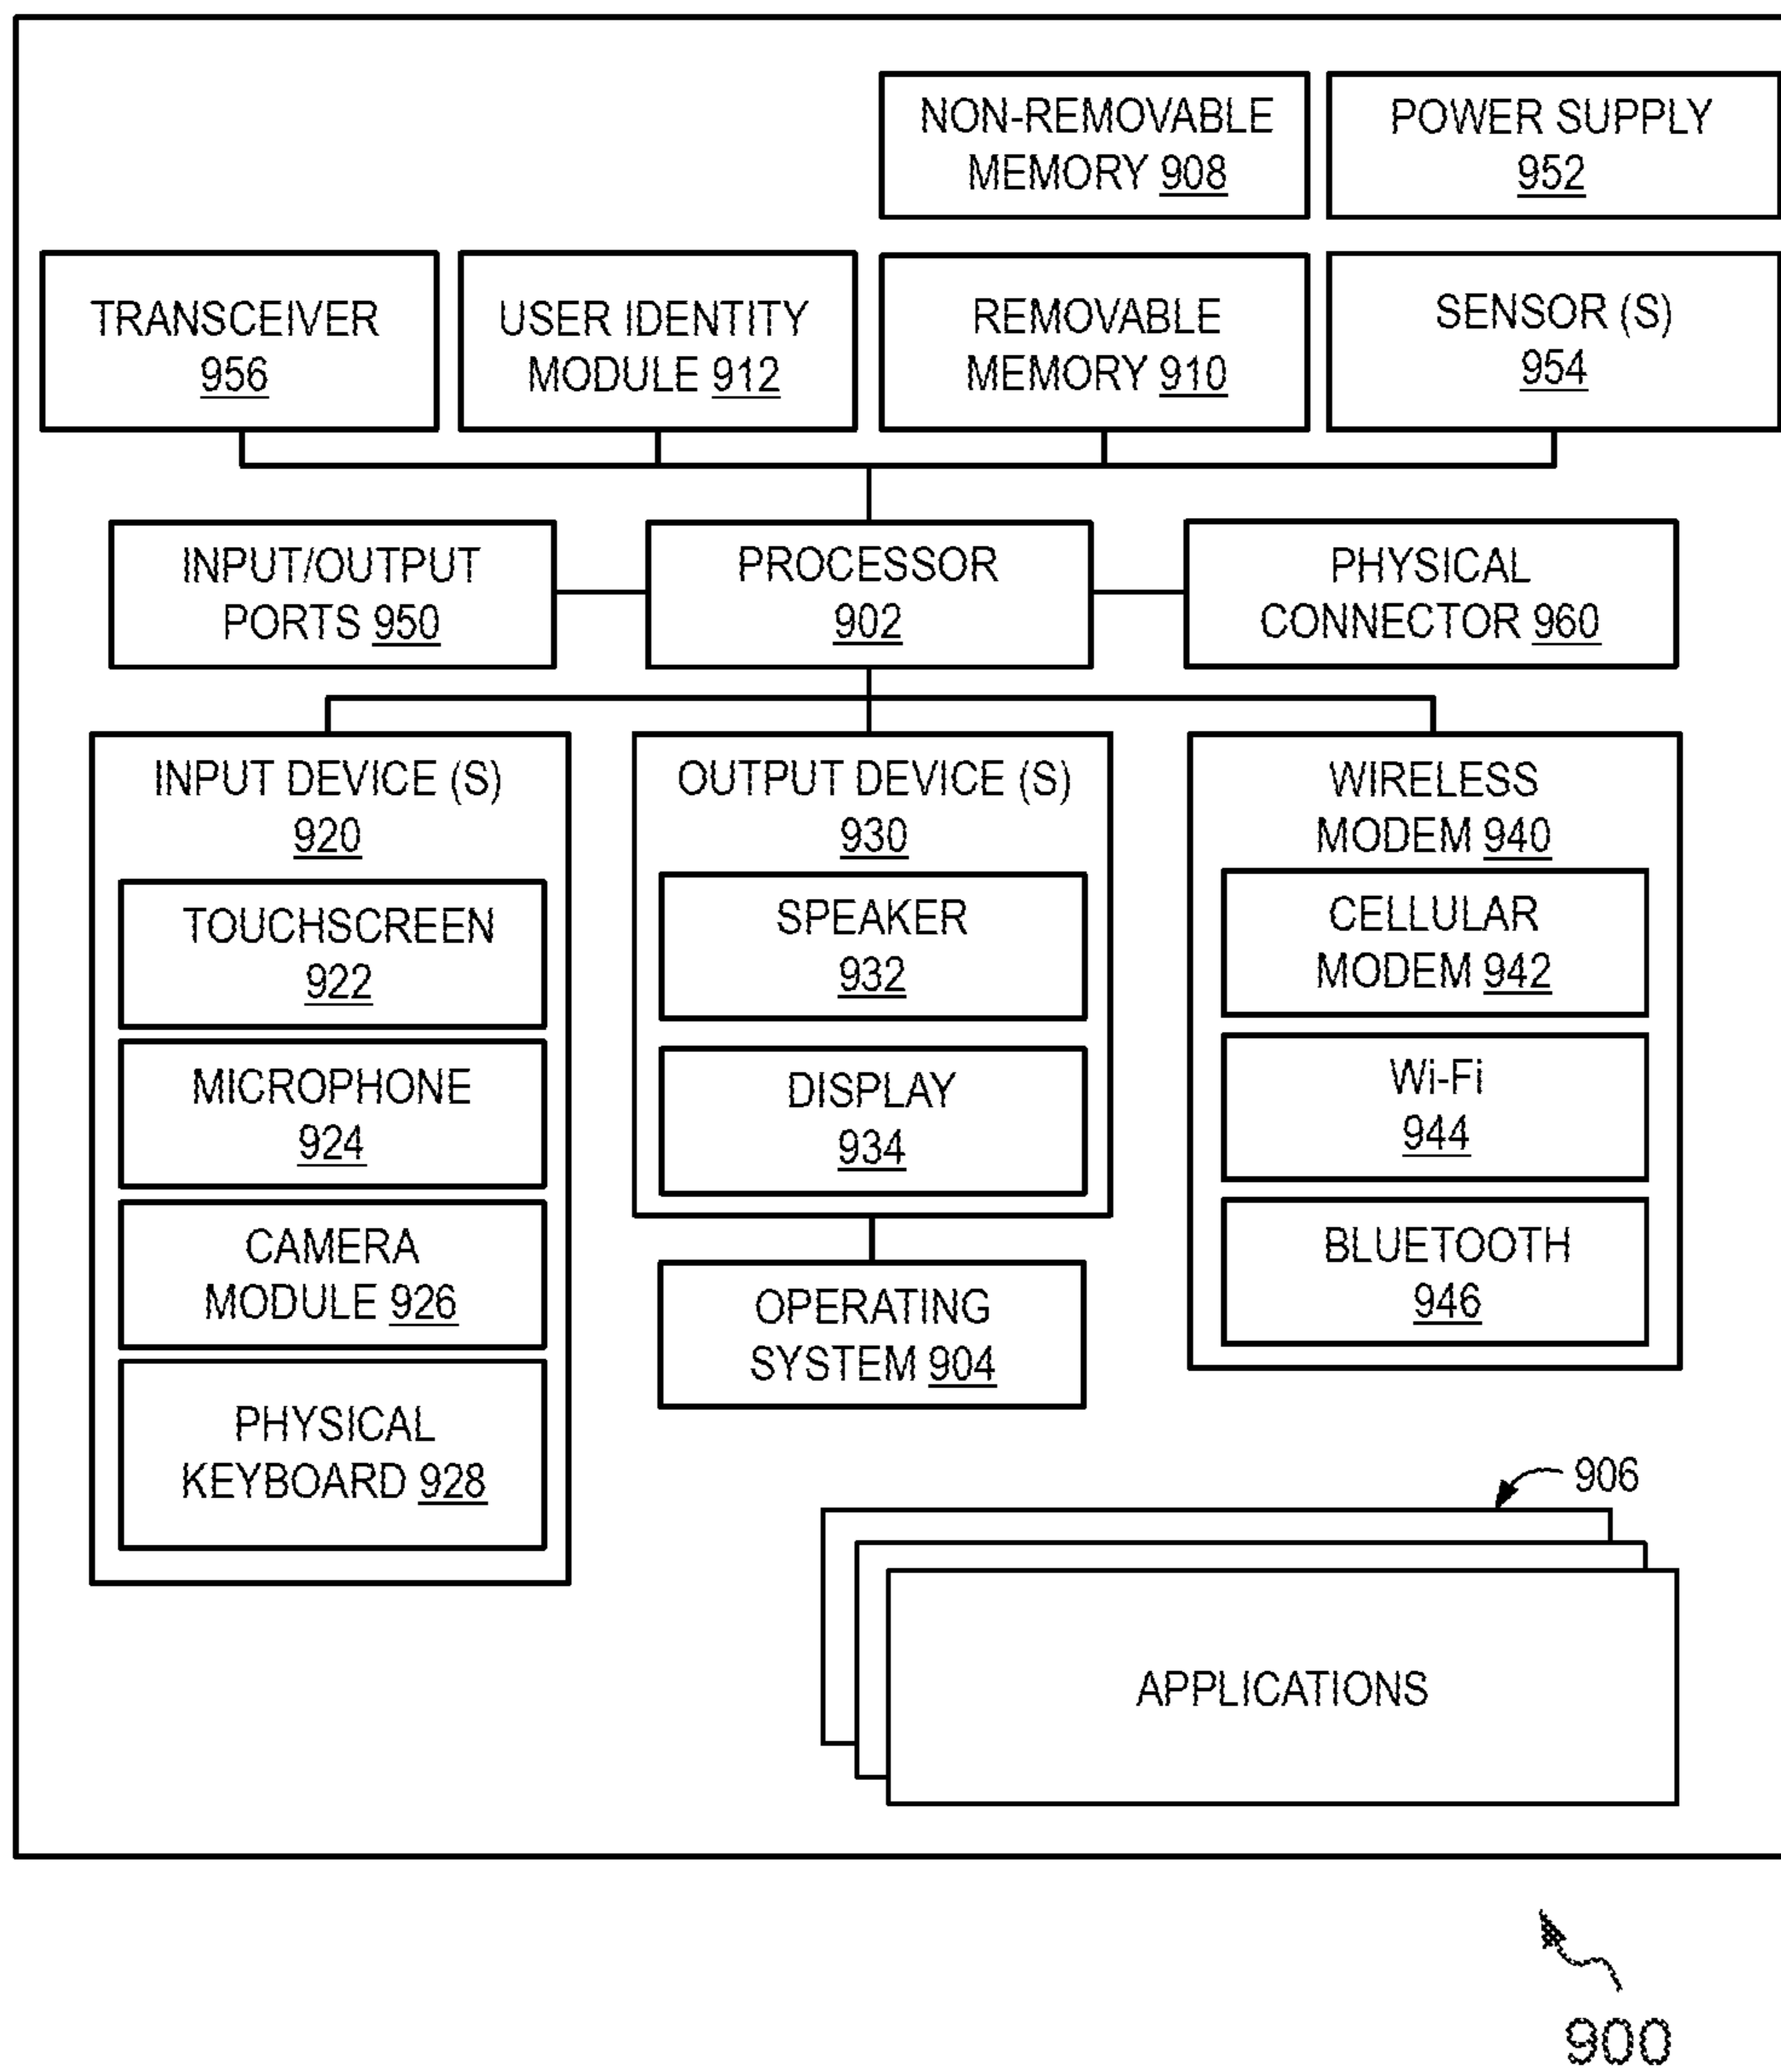 NON-REMOVABLE
MEMORY 908
POWER SUPPLY
952
TRANSCEIVER
956
USER IDENTITY
MODULE 912
REMOVABLE
MEMORY 910
SENSOR (S)
954
INPUT/OUTPUT
PORTS 950
PROCESSOR
902
PHYSICAL
CONNECTOR 960
INPUT DEVICE (S)
920
TOUCHSCREEN
922
MICROPHONE
924
CAMERA
MODULE 926
PHYSICAL
KEYBOARD 928
OUTPUT DEVICE (S)
930
SPEAKER
932
DISPLAY
934
OPERATING
SYSTEM 904
WIRELESS
MODEM 940
CELLULAR
MODEM 942
Wi-Fi
944
BLUETOOTH
946
906
APPLICATIONS
900